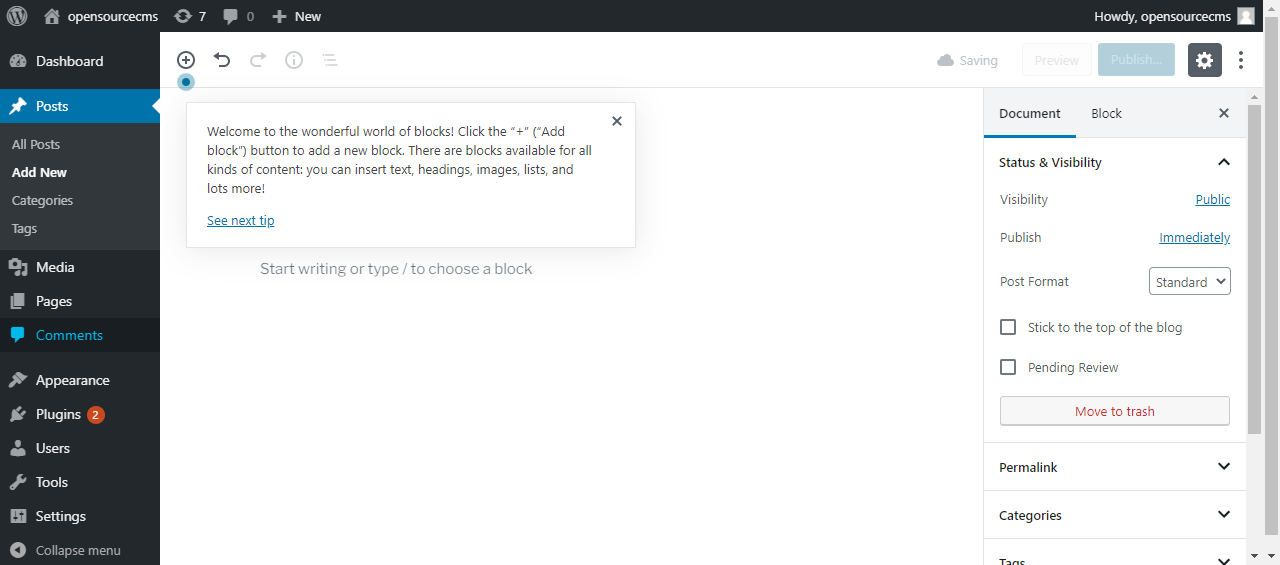 opensourcecms 7 0 New Howdy, opensourcecms
Dashboard
Posts
All Posts
Add New
Categories
Tags
Media
Pages
Comments
Appearance
Plugins 2
Users
Tools
Settings
Collapse menu
Saving Preview Publish...
Welcome to the wonderful world of blocks! Click the “+” (“Add
block”) button to add a new block. There are blocks available for all
kinds of content: you can insert text, headings, images, lists, and
lots more!
See next tip
Start writing or type / to choose a block
Document Block
Status & Visibility
Visibility Public
Publish Immediately
Post Format Standard
Stick to the top of the blog
Pending Review
Move to trash
Permalink
Categories
Tags